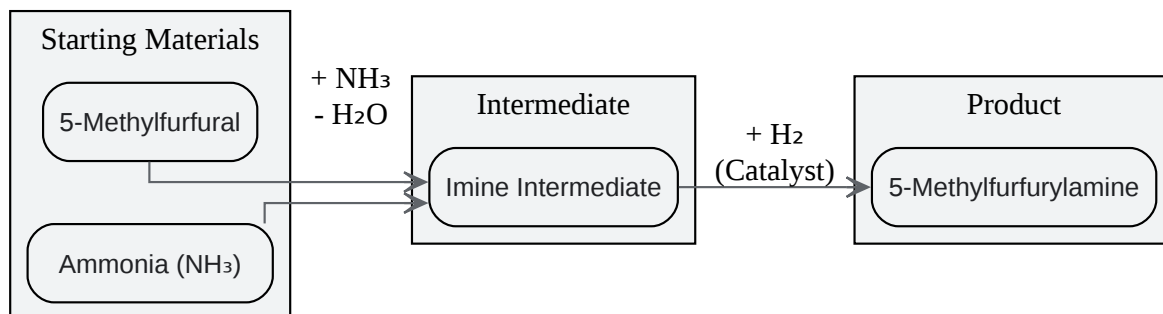 Starting Materials
5-Methylfurfural
Ammonia (NH₃)
+ NH₃
- H₂O
Intermediate
Imine Intermediate
+ H₂
(Catalyst)
Product
5-Methylfurfurylamine